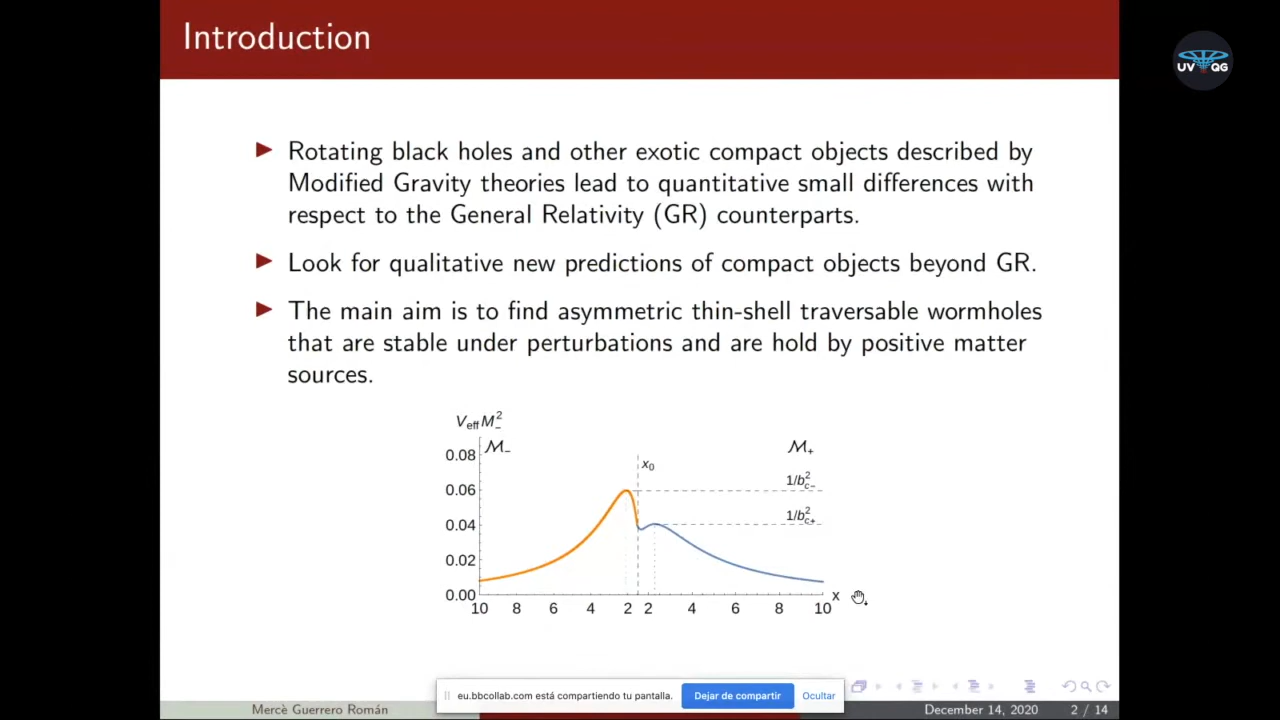 Introduction
UV QG
▶ Rotating black holes and other exotic compact objects described by
Modified Gravity theories lead to quantitative small differences with
respect to the General Relativity (GR) counterparts.
▶ Look for qualitative new predictions of compact objects beyond GR.
▶ The main aim is to find asymmetric thin-shell traversable wormholes
that are stable under perturbations and are hold by positive matter
sources.
V_eff M_-^2
ℳ_-
ℳ_+
x_0
0.08
0.06
0.04
0.02
0.00
1/b_{c-}^2
1/b_{c+}^2
10 8 6 4 2 2 4 6 8 10
x
eu.bbcollab.com está compartiendo tu pantalla. Dejar de compartir Ocultar
Mercè Guerrero Román December 14, 2020 2 / 14